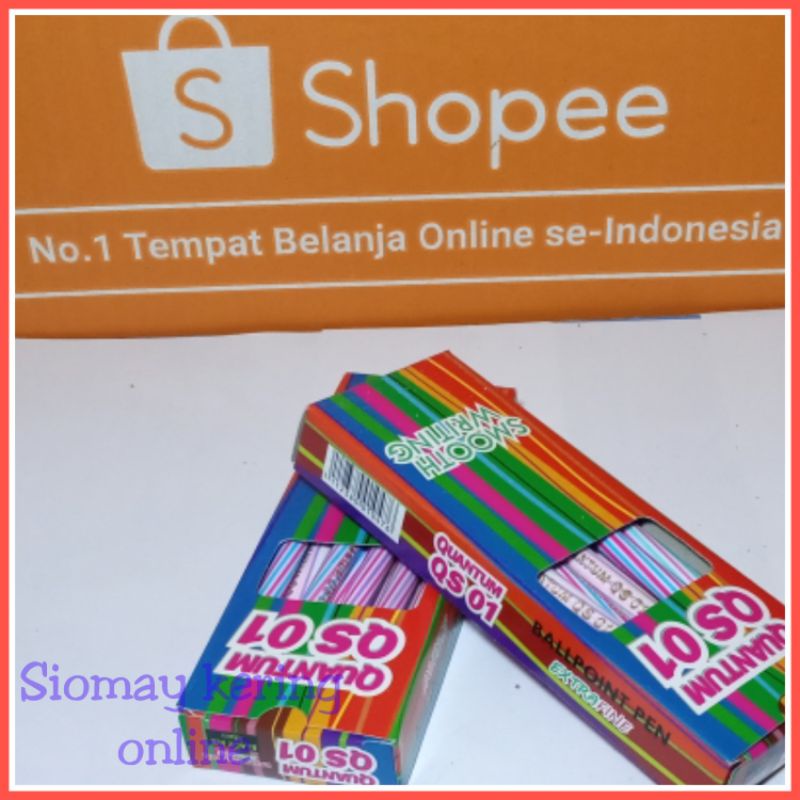 S Shopee
No.1 Tempat Belanja Online se-Indonesia
SMOOTH
WRITING
QUANTUM
QS 01
BALLPOINT PEN
EXTRA FINE
QUANTUM
QS 01
QUANTUM
QS 01
QUANTUM
QS 01
Siomay kering
online